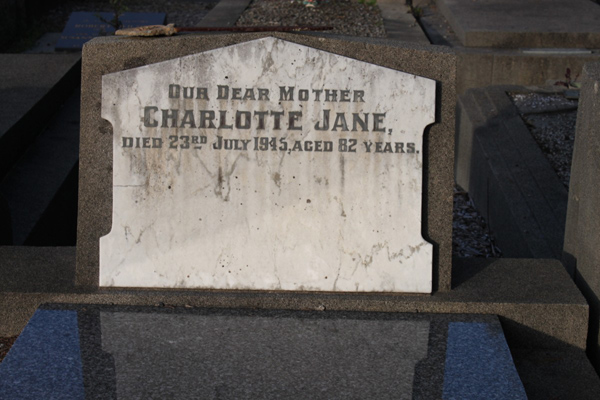 OUR DEAR MOTHER
CHARLOTTE JANE,
DIED 23RD JULY 1945, AGED 82 YEARS.